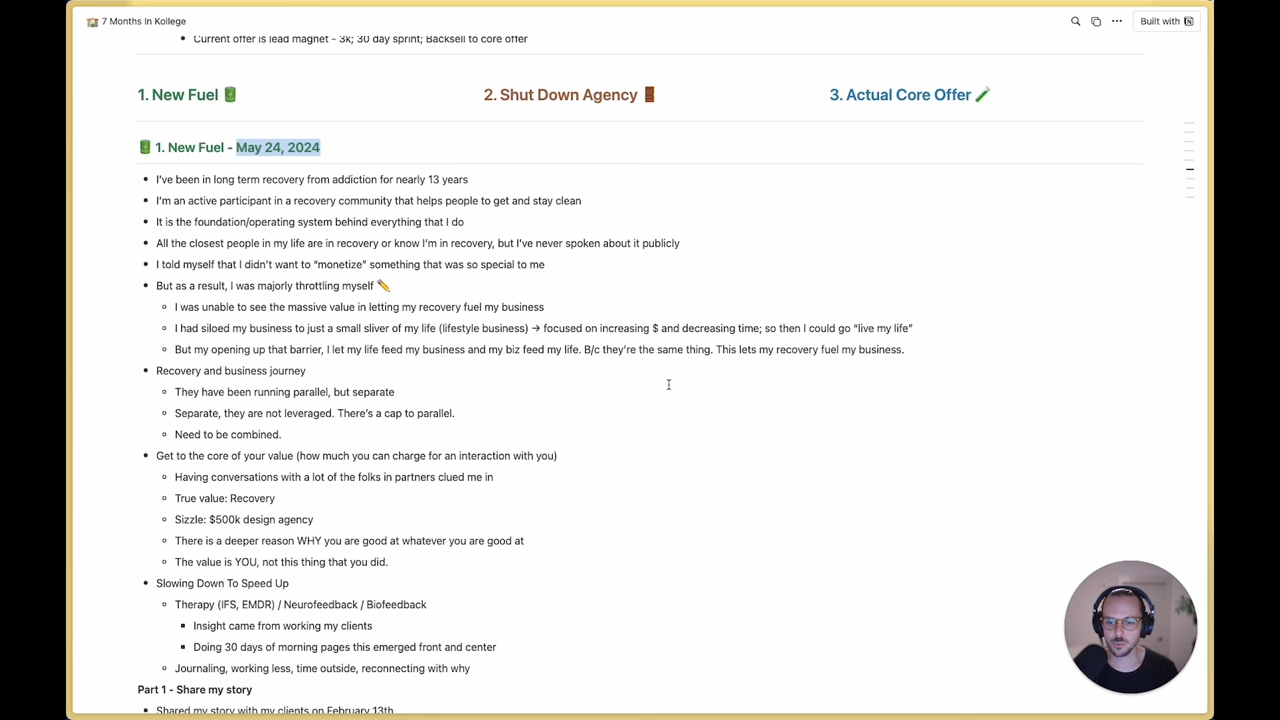 7 Months In Kollege
Built with
Current offer is lead magnet - 3k; 30 day sprint; Backsell to core offer
1. New Fuel
2. Shut Down Agency
3. Actual Core Offer
1. New Fuel - May 24, 2024
I've been in long term recovery from addiction for nearly 13 years
I'm an active participant in a recovery community that helps people to get and stay clean
It is the foundation/operating system behind everything that I do
All the closest people in my life are in recovery or know I'm in recovery, but I've never spoken about it publicly
I told myself that I didn't want to “monetize” something that was so special to me
But as a result, I was majorly throttling myself
I was unable to see the massive value in letting my recovery fuel my business
I had siloed my business to just a small sliver of my life (lifestyle business) → focused on increasing $ and decreasing time; so then I could go “live my life”
But my opening up that barrier, I let my life feed my business and my biz feed my life. B/c they're the same thing. This lets my recovery fuel my business.
Recovery and business journey
They have been running parallel, but separate
Separate, they are not leveraged. There's a cap to parallel.
Need to be combined.
Get to the core of your value (how much you can charge for an interaction with you)
Having conversations with a lot of the folks in partners clued me in
True value: Recovery
Sizzle: $500k design agency
There is a deeper reason WHY you are good at whatever you are good at
The value is YOU, not this thing that you did.
Slowing Down To Speed Up
Therapy (IFS, EMDR) / Neurofeedback / Biofeedback
Insight came from working my clients
Doing 30 days of morning pages this emerged front and center
Journaling, working less, time outside, reconnecting with why
Part 1 - Share my story
Shared my story with my clients on February 13th